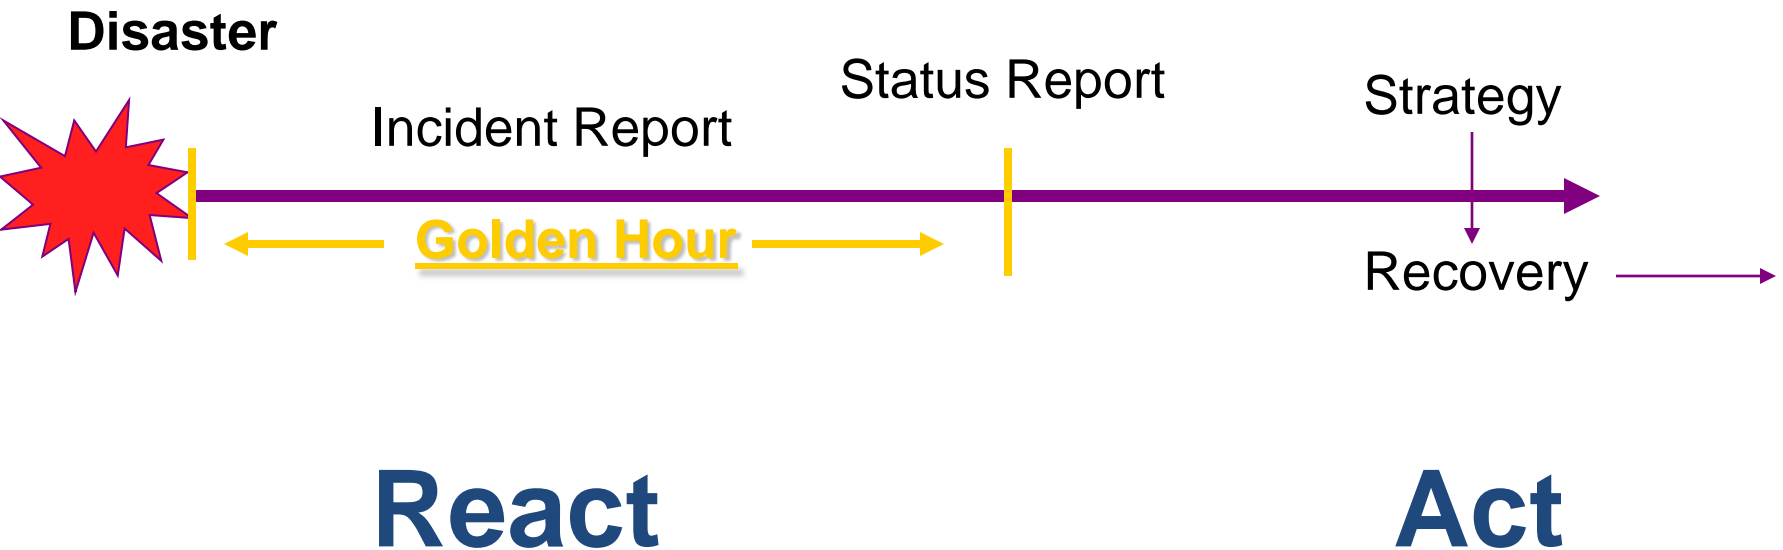 Disaster
Incident Report
Status Report
Strategy
Golden Hour
Recovery
React
Act